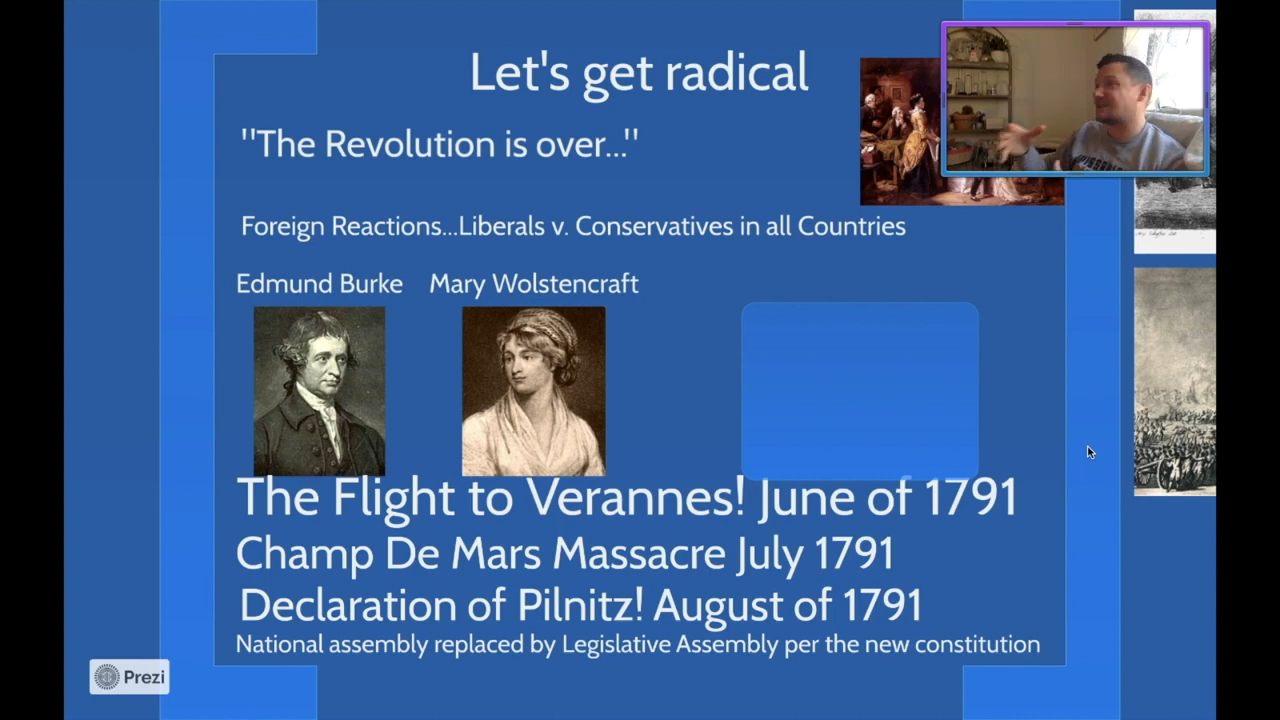 Let's get radical
"The Revolution is over..."
Foreign Reactions...Liberals v. Conservatives in all Countries
Edmund Burke Mary Wolstencraft
The Flight to Verannes! June of 1791
Champ De Mars Massacre July 1791
Declaration of Pilnitz! August of 1791
National assembly replaced by Legislative Assembly per the new constitution
Prezi